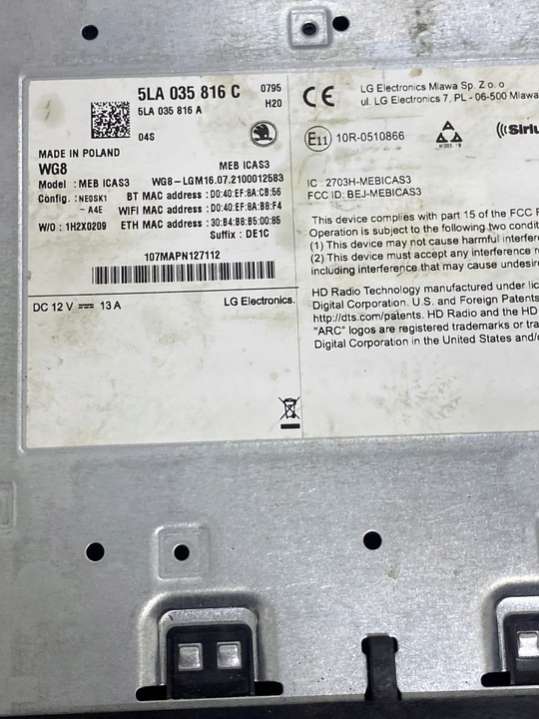 5LA 035 816 C 0795
5LA 035 816 A H20
04S
MADE IN POLAND
WG8 MEB ICAS3
Model : MEB ICAS3 WG8-LGM16.07.2100012583
Config. : NE0SK1 BT MAC address : D0:40:EF:8A:CB:56
-A4E WIFI MAC address : D0:40:EF:8A:B8:F4
W/O : 1H2X0209 ETH MAC address : 30:B4:B8:B5:00:85
Suffix : DE1C
107MAPN127112
DC 12 V 13 A LG Electronics.
CE LG Electronics Mlawa Sp. Z o. o
ul. LG Electronics 7, PL - 06-500 Mlawa
E11 10R-0510866
((Siriu
IC : 2703H-MEBICAS3
FCC ID: BEJ-MEBICAS3
This device complies with part 15 of the FCC
Operation is subject to the following two
(1) This device may not cause harmful
(2) This device must accept any interference
including interference that may cause
HD Radio Technology manufactured under
Digital Corporation. U.S. and Foreign Patents
http://dts.com/patents. HD Radio and the HD
"ARC" logos are registered trademarks or
Digital Corporation in the United States